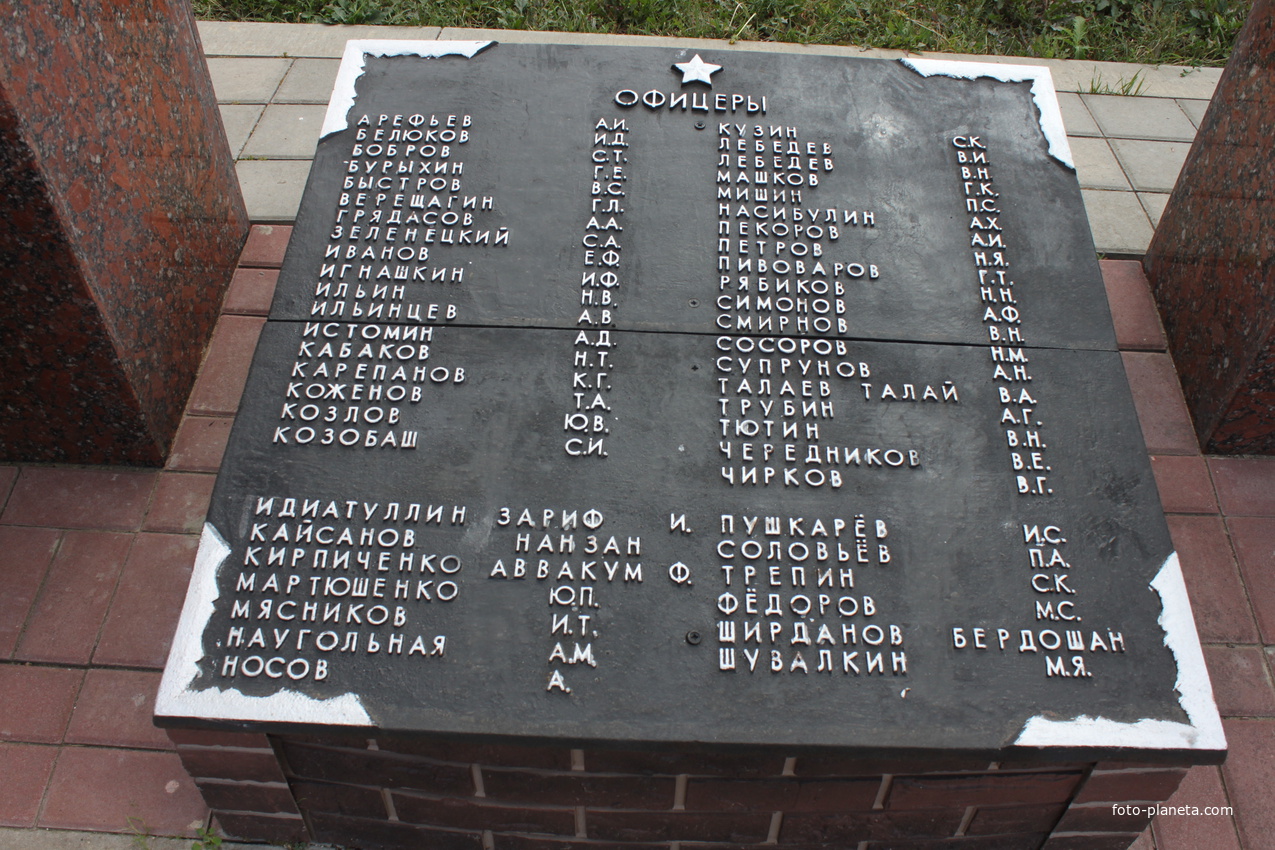 ОФИЦЕРЫ
АРЕФЬЕВ А.И.
БЕЛЮКОВ И.Д.
БОБРОВ С.Т.
БУРЫХИН Г.Е.
БЫСТРОВ В.С.
ВЕРЕЩАГИН Г.Л.
ГРЯДАСОВ А.А.
ЗЕЛЕНЕЦКИЙ С.А.
ИВАНОВ Е.Ф
ИГНАШКИН И.Ф.
ИЛЬИН Н.В.
ИЛЬИНЦЕВ А.В
ИСТОМИН А.Д.
КАБАКОВ Н.Т.
КАРЕПАНОВ К.Г.
КОЖЕНОВ Т.А.
КОЗЛОВ Ю.В.
КОЗОБАШ С.И.
КУЗИН С.К.
ЛЕБЕДЕВ В.И.
ЛЕБЕДЕВ В.Н.
МАШКОВ Г.К.
МИШИН П.С.
НАСИБУЛИН А.Х.
ПЕКОРОВ А.И.
ПЕТРОВ Н.Я.
ПИВОВАРОВ Г.Т.
РЯБИКОВ Н.Н.
СИМОНОВ А.Ф.
СМИРНОВ В.Н.
СОСОРОВ Н.М.
СУПРУНОВ А.Н.
ТАЛАЕВ ТАЛАЙ В.А.
ТРУБИН А.Г.
ТЮТИН В.Н.
ЧЕРЕДНИКОВ В.Е.
ЧИРКОВ В.Г.
ИДИАТУЛЛИН ЗАРИФ И.
КАЙСАНОВ НАНЗАН
КИРПИЧЕНКО АВВАКУМ Ф.
МАРТЮШЕНКО Ю.П.
МЯСНИКОВ И.Т.
НАУГОЛЬНАЯ А.М.
НОСОВ А.
ПУШКАРЁВ И.С.
СОЛОВЬЁВ П.А.
ТРЕПИН С.К.
ФЁДОРОВ М.С.
ШИРДАНОВ БЕРДОШАН
ШУВАЛКИН М.Я.
foto-planeta.com